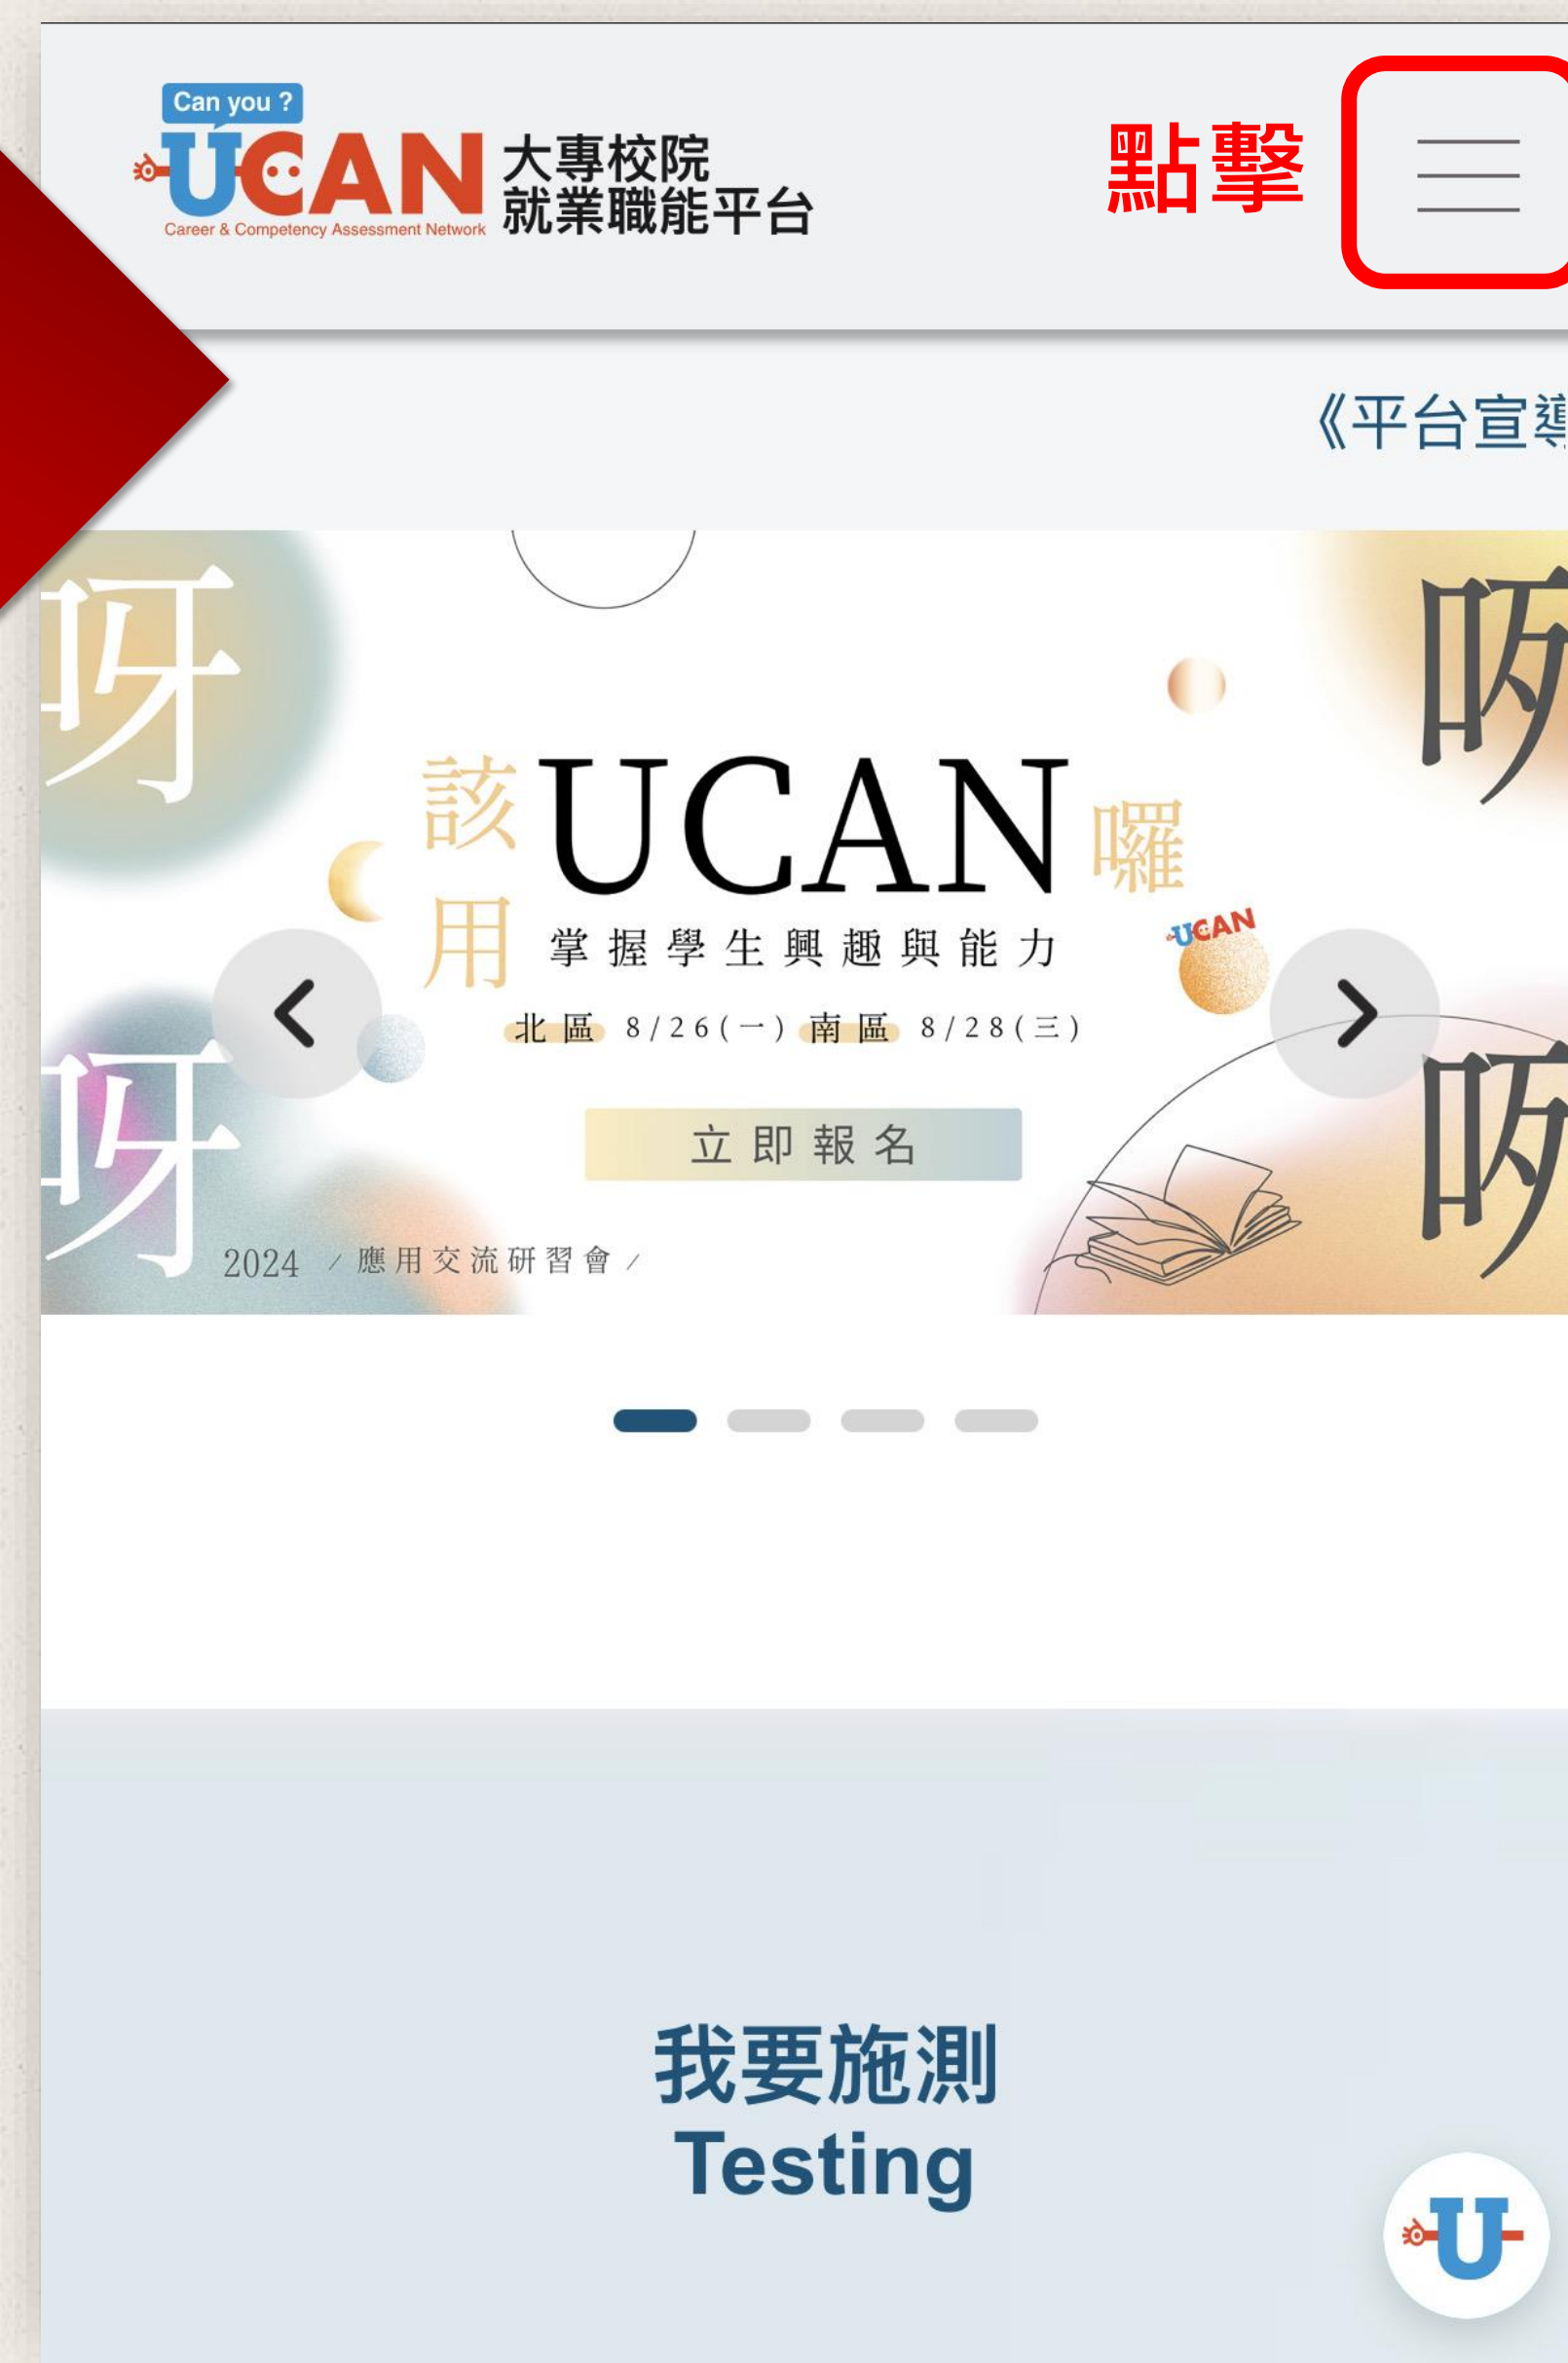 Can you ?
UCAN 大專校院
就業職能平台
Career & Competency Assessment Network
點擊
《平台宣導
呀
該用
UCAN
囉
掌握學生興趣與能力
UCAN
北區 8/26(一) 南區 8/28(三)
呀
立即報名
2024 / 應用交流研習會 /
我要施測
Testing
U